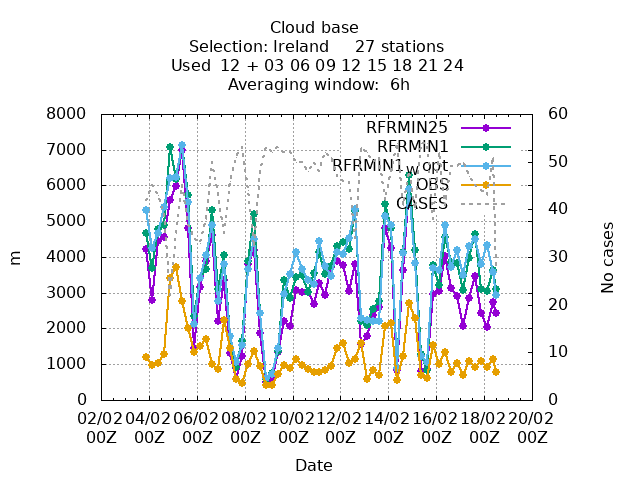 Cloud base
Selection: Ireland 27 stations
Used 12 + 03 06 09 12 15 18 21 24
Averaging window: 6h
8000
7000
6000
5000
4000
3000
2000
1000
0
m
60
50
40
30
20
10
0
No cases
RFRMIN25
RFRMIN1
RFRMIN1wopt
OBS
CASES
02/02 04/02 06/02 08/02 10/02 12/02 14/02 16/02 18/02 20/02
00Z 00Z 00Z 00Z 00Z 00Z 00Z 00Z 00Z 00Z
Date